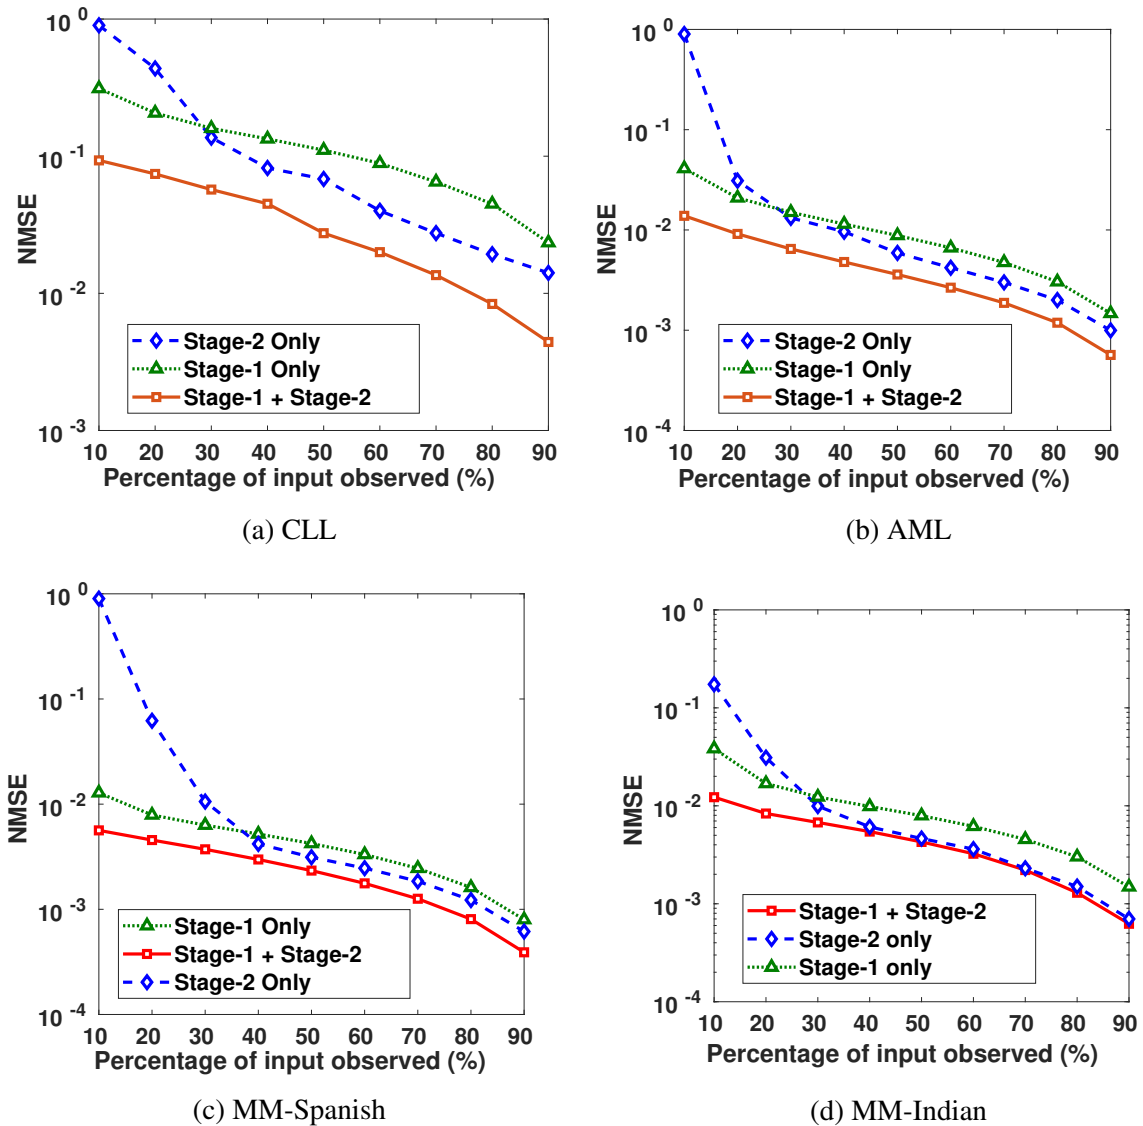 10 0
10 -1
10 -2
10 -3
NMSE
Stage-2 Only
Stage-1 Only
Stage-1 + Stage-2
10 20 30 40 50 60 70 80 90
Percentage of input observed (%)
(a) CLL
10 0
10 -1
10 -2
10 -3
10 -4
NMSE
Stage-2 Only
Stage-1 Only
Stage-1 + Stage-2
10 20 30 40 50 60 70 80 90
Percentage of input observed (%)
(b) AML
10 0
10 -1
10 -2
10 -3
10 -4
NMSE
Stage-1 Only
Stage-1 + Stage-2
Stage-2 Only
10 20 30 40 50 60 70 80 90
Percentage of input observed (%)
(c) MM-Spanish
10 0
10 -1
10 -2
10 -3
10 -4
NMSE
Stage-1 + Stage-2
Stage-2 only
Stage-1 only
10 20 30 40 50 60 70 80 90
Percentage of input observed (%)
(d) MM-Indian